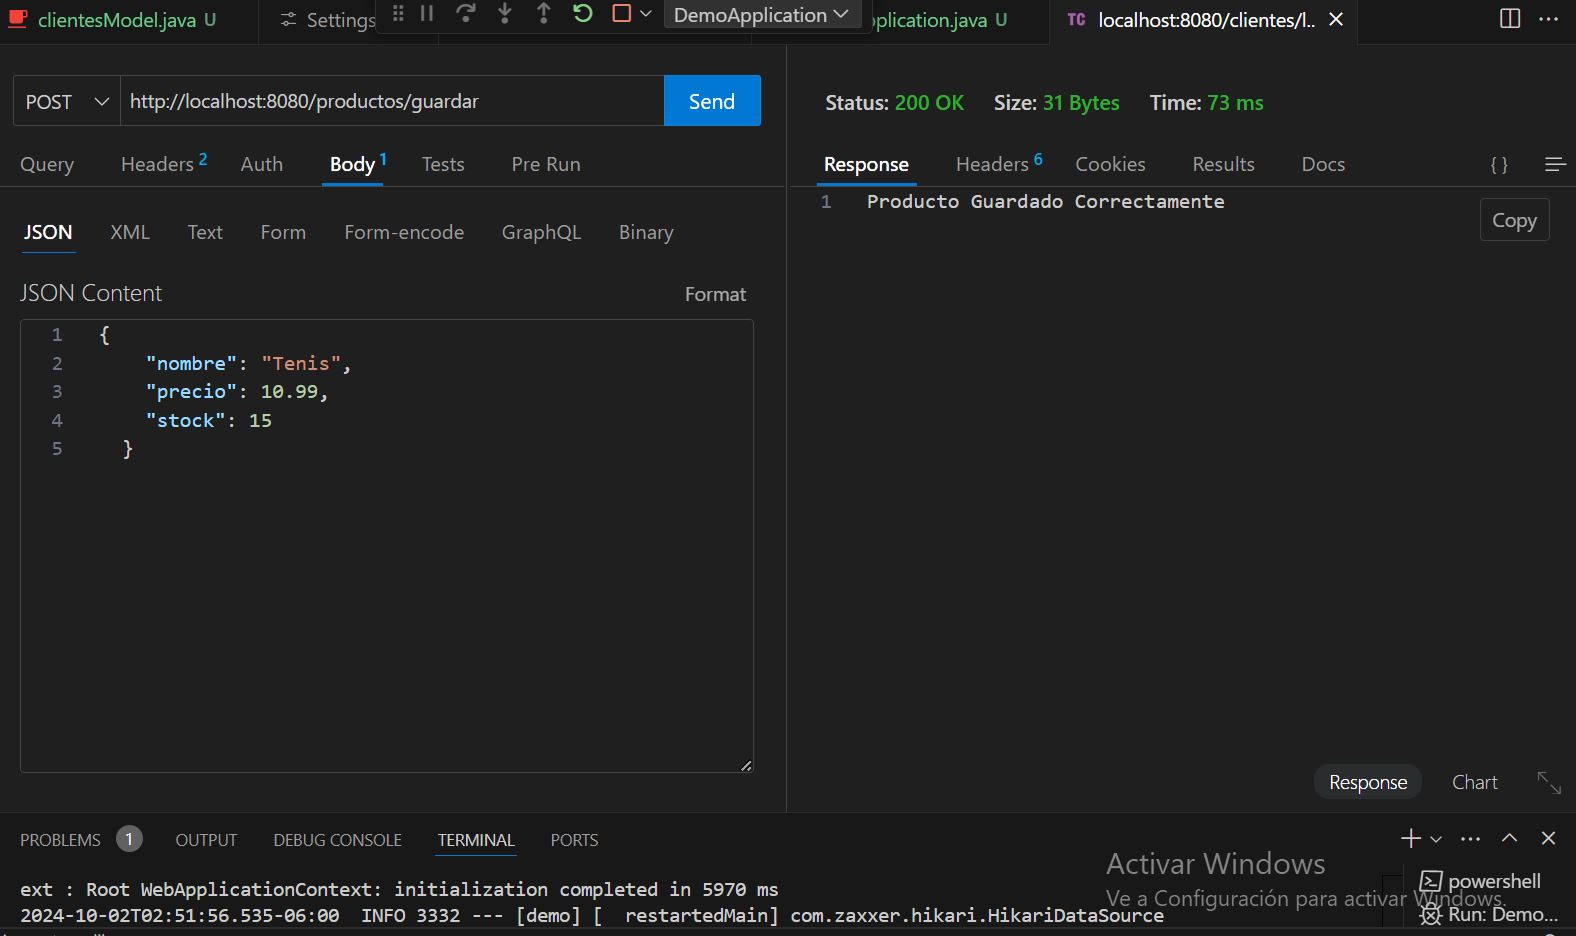 clientesModel.java U
Settings
DemoApplication
pplication.java U
TC localhost:8080/clientes/l..
POST
http://localhost:8080/productos/guardar
Send
Status: 200 OK Size: 31 Bytes Time: 73 ms
Query Headers 2 Auth Body 1 Tests Pre Run
Response Headers 6 Cookies Results Docs { }
JSON XML Text Form Form-encode GraphQL Binary
JSON Content
Format
1 {
2 "nombre": "Tenis",
3 "precio": 10.99,
4 "stock": 15
5 }
1 Producto Guardado Correctamente
Copy
Response Chart
PROBLEMS 1 OUTPUT DEBUG CONSOLE TERMINAL PORTS
ext : Root WebApplicationContext: initialization completed in 5970 ms
2024-10-02T02:51:56.535-06:00 INFO 3332 --- [demo] [ restartedMain] com.zaxxer.hikari.HikariDataSource
Activar Windows
Ve a Configuración para activar Windows.
powershell
Run: Demo...